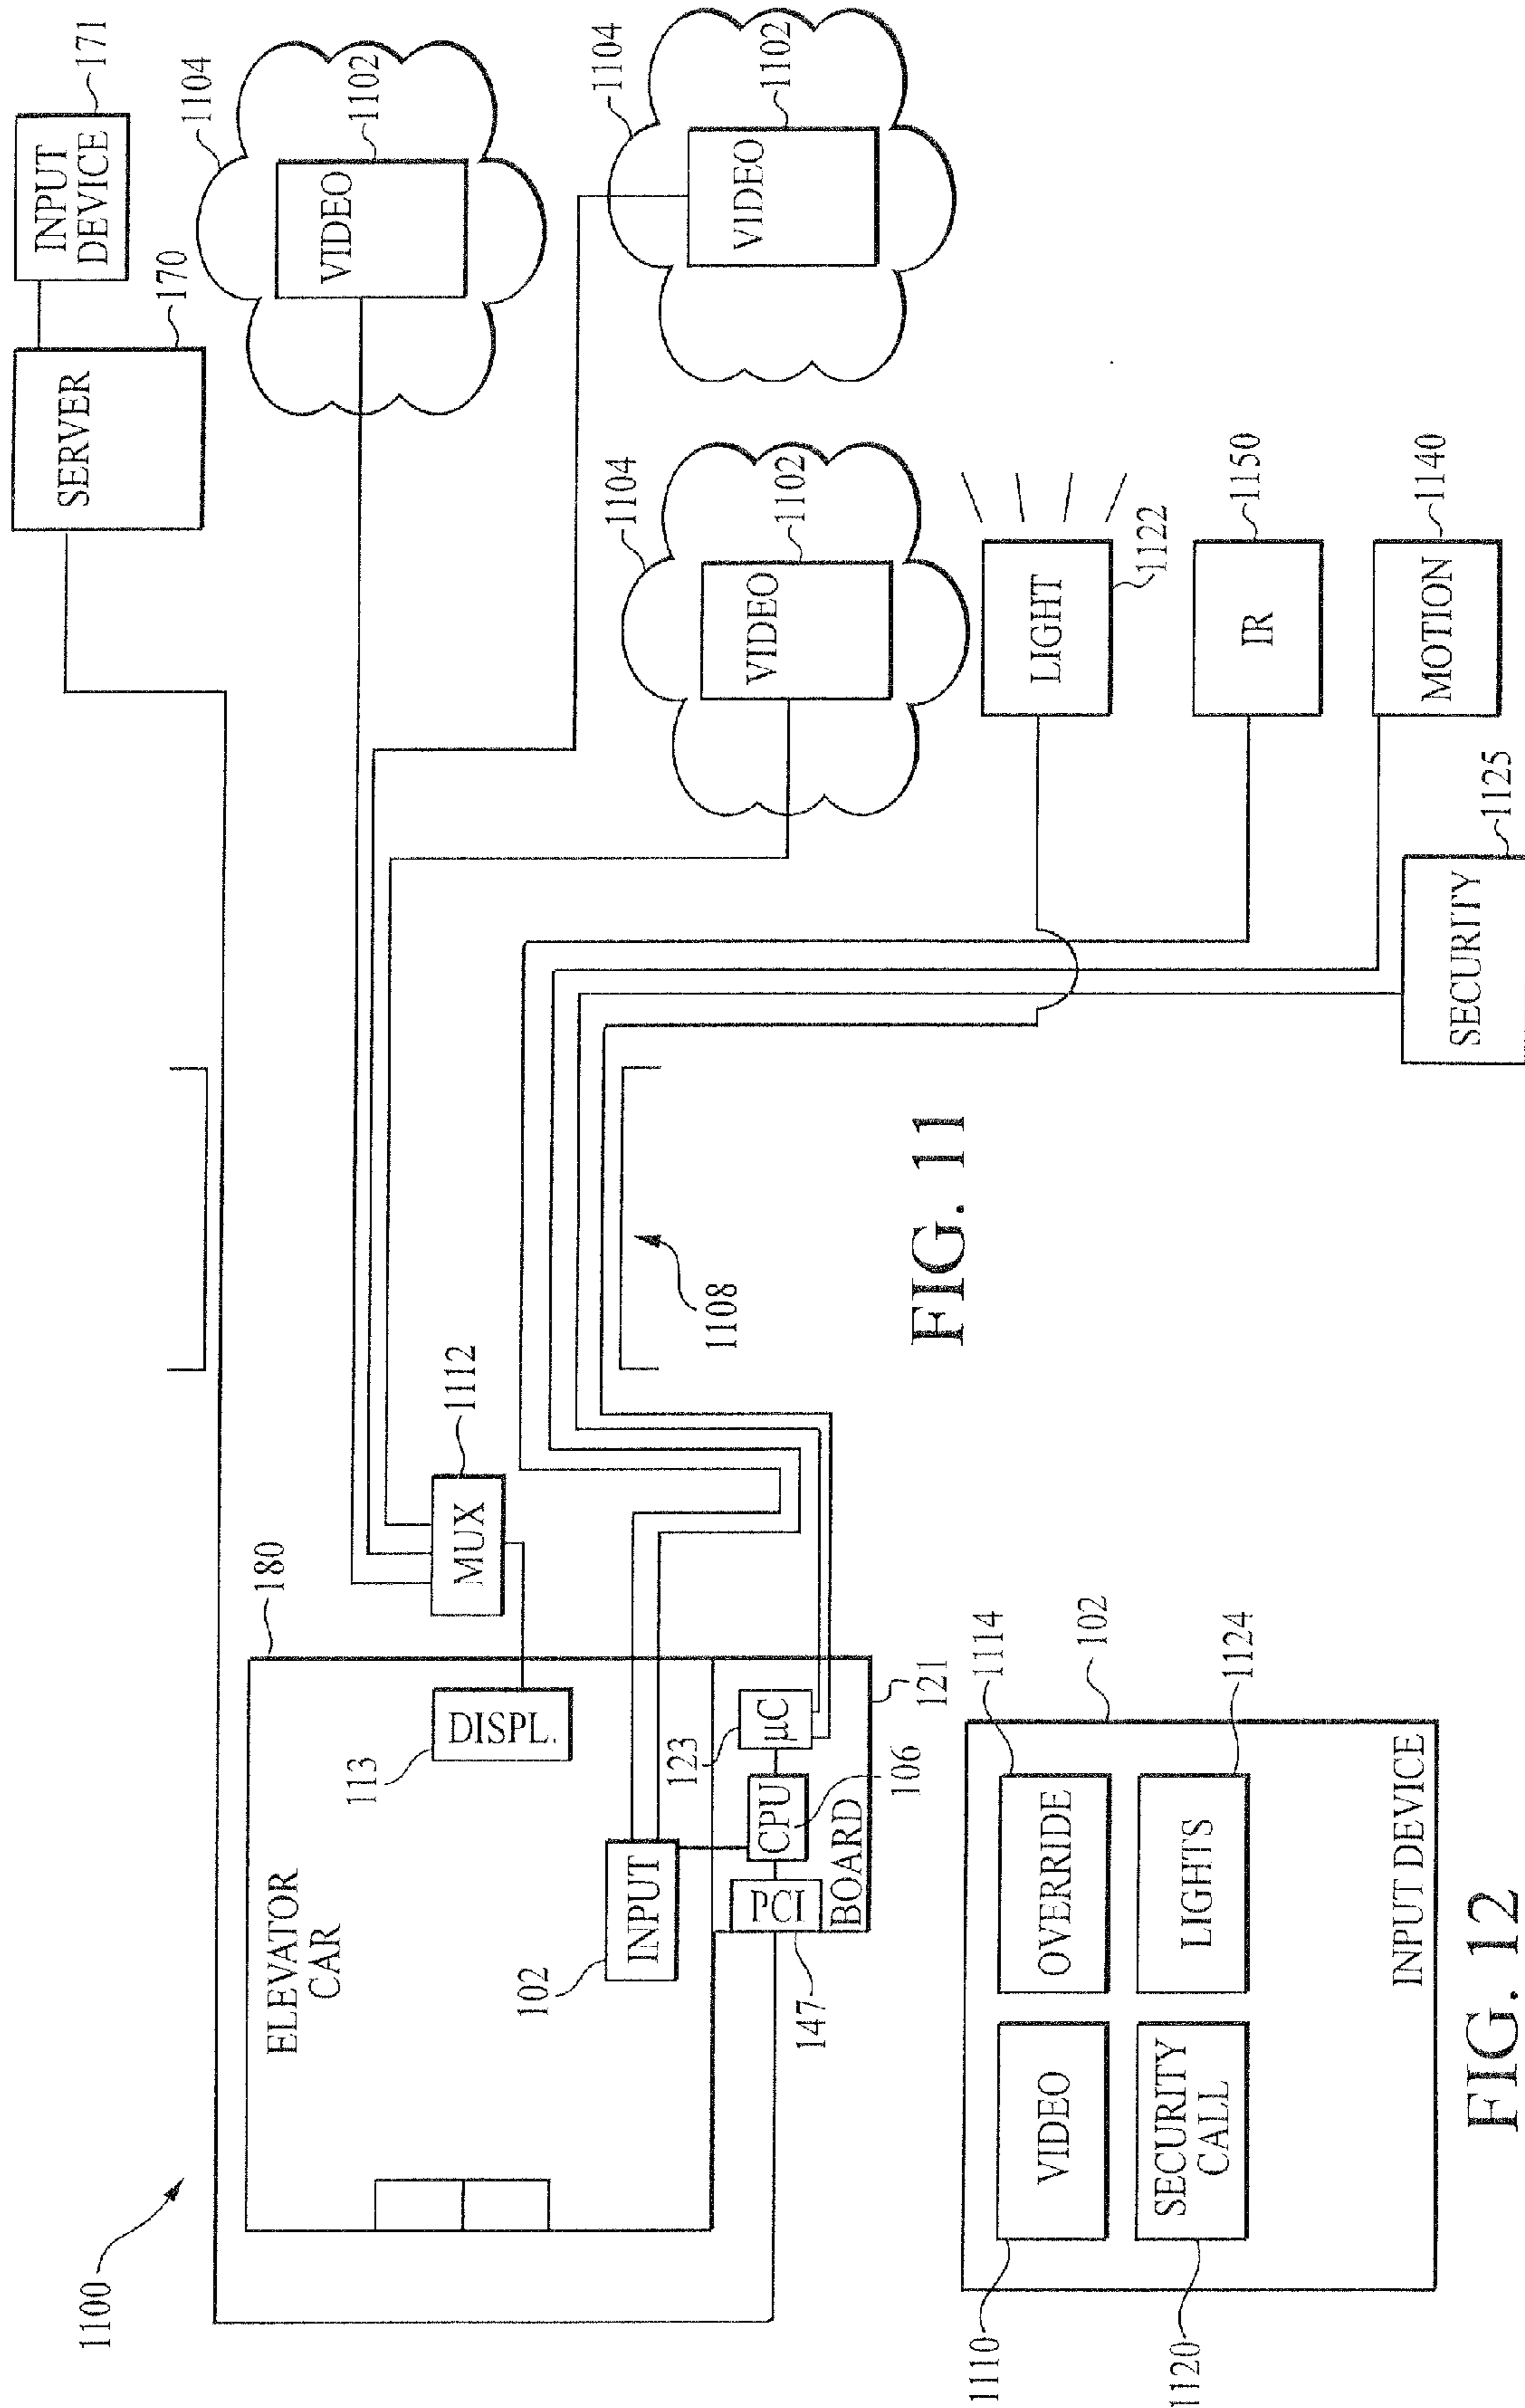 1100
ELEVATOR
CAR
180
113
DISPL.
MUX
1112
102
INPUT
123
µC
CPU
106
PCI
147
BOARD
121
1108
SERVER
170
INPUT
DEVICE
171
VIDEO
1102
1104
VIDEO
1102
1104
VIDEO
1102
1104
LIGHT
1122
IR
1150
MOTION
1140
SECURITY
1125
FIG. 11
1110
VIDEO
OVERRIDE
1114
102
1120
SECURITY
CALL
LIGHTS
1124
INPUT DEVICE
FIG. 12